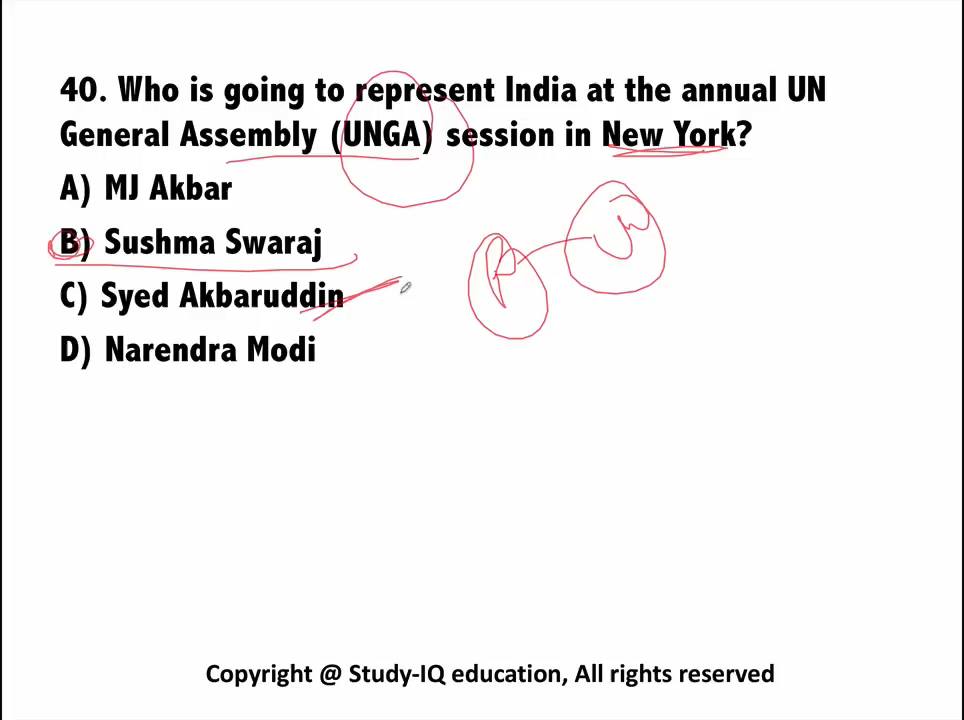 40. Who is going to represent India at the annual UN
General Assembly (UNGA) session in New York?
A) MJ Akbar
B) Sushma Swaraj
C) Syed Akbaruddin
D) Narendra Modi
Copyright @ Study-IQ education, All rights reserved